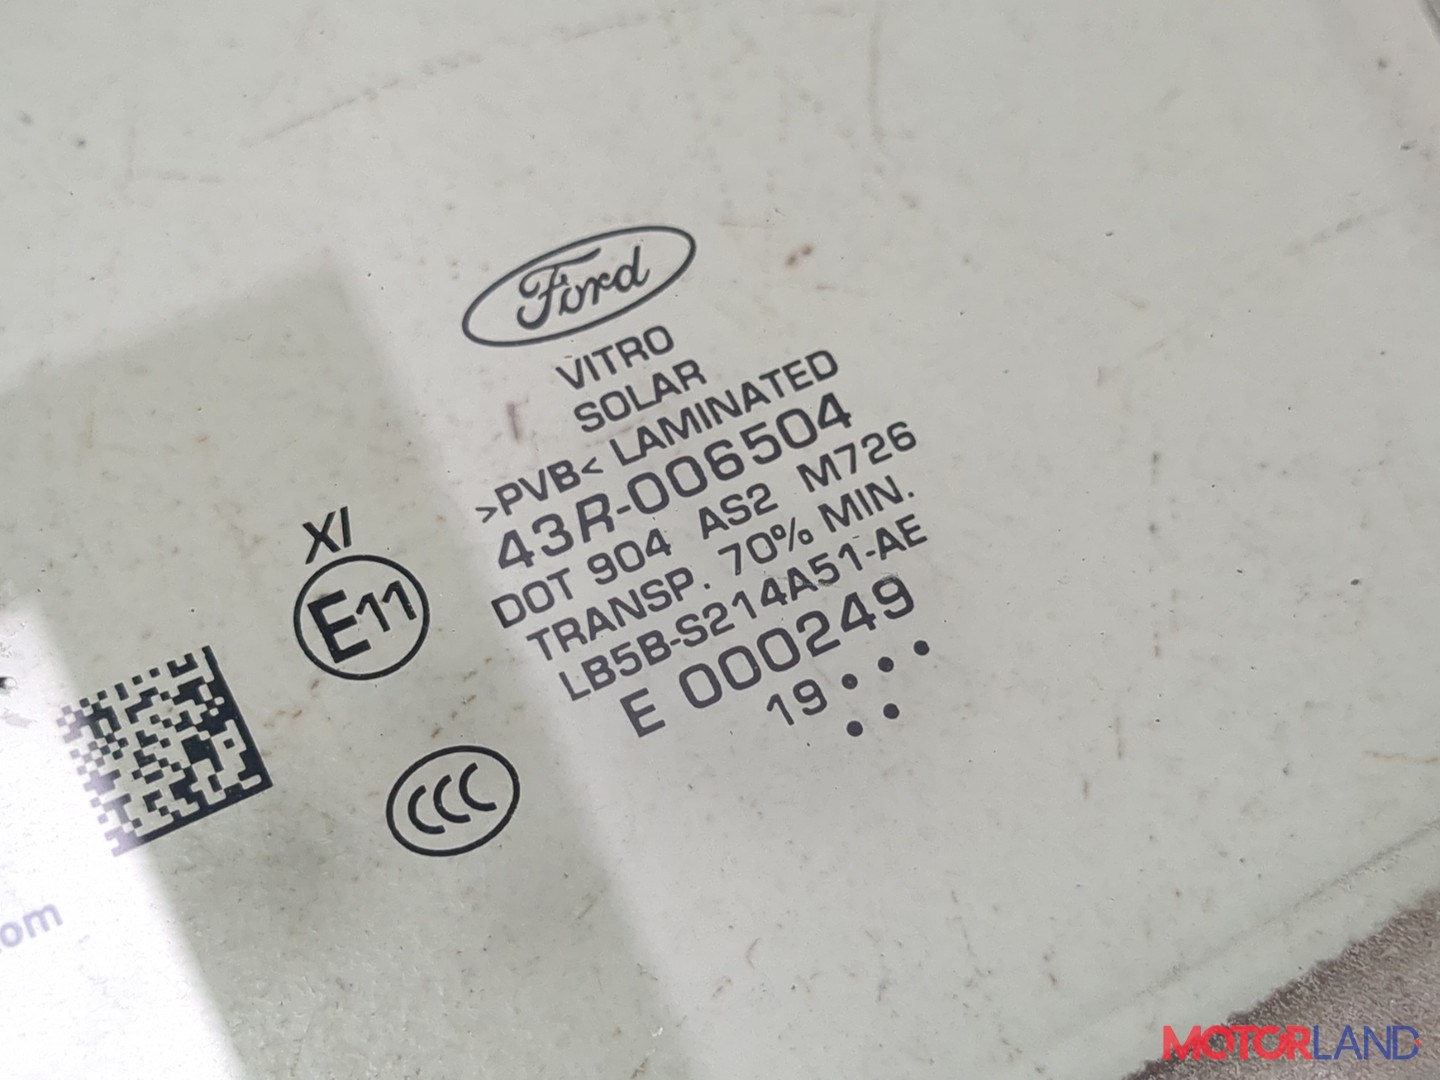 Ford
VITRO
SOLAR
>PVB< LAMINATED
43R-006504
DOT 904 AS2 M726
TRANSP. 70% MIN.
LB5B-S214A51-AE
E 000249
19
XI
E11
CCC
om
MOTORLAND